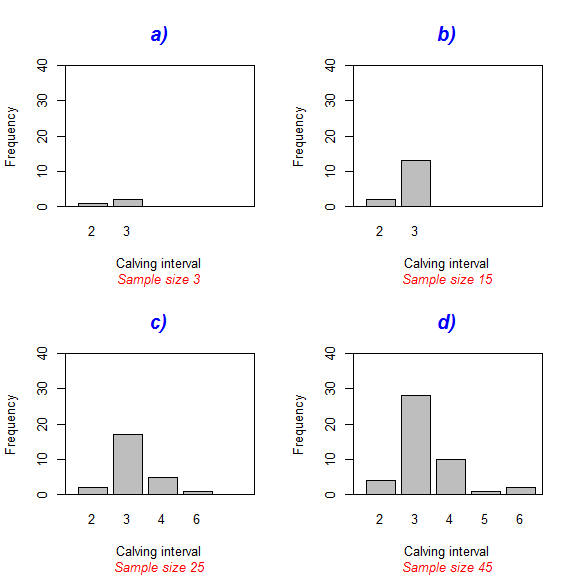 a)
Frequency
0 10 20 30 40
2 3
Calving interval
Sample size 3
b)
Frequency
0 10 20 30 40
2 3
Calving interval
Sample size 15
c)
Frequency
0 10 20 30 40
2 3 4 6
Calving interval
Sample size 25
d)
Frequency
0 10 20 30 40
2 3 4 5 6
Calving interval
Sample size 45